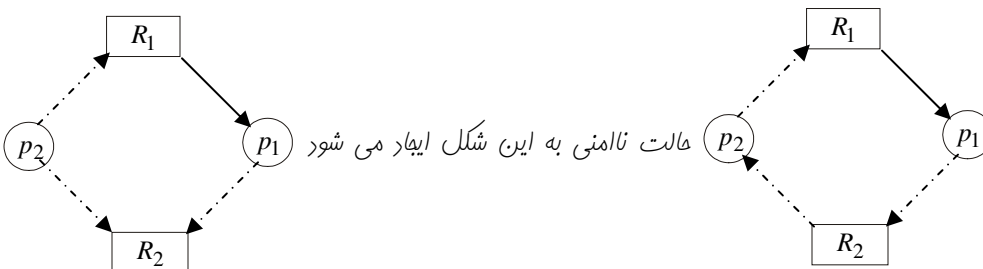 R1 R1
p2 p1 حالت ناامنی به این شکل ایجاد می شود p2 p1
R2 R2